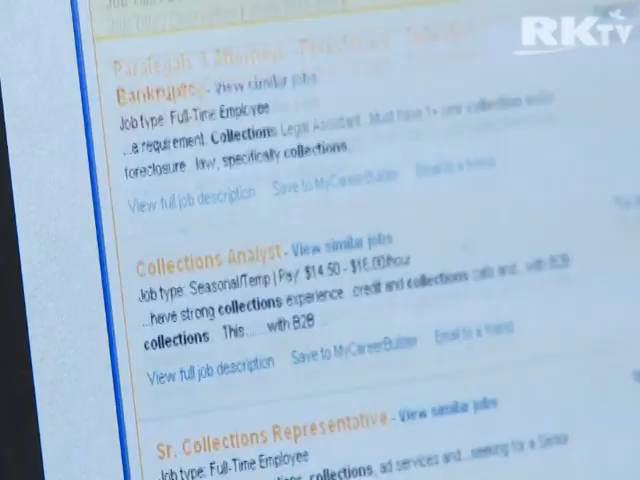 RKTV
Paralegals & Attorneys - Foreclosure
Bankruptcy - View similar jobs
Job type: Full-Time Employee
...a requirement. Collections Legal Assistant. Must have 1+ year collection
foreclosure law, specifically collections
View full job description Save to MyCareerBuilder Email to a friend
Collections Analyst - View similar jobs
Job type: Seasonal/Temp | Pay: $14.50 - $16.00/hour
...have strong collections experience. credit and collections calls and...with B2B
collections. This......with B2B
View full job description Save to MyCareerBuilder Email to a friend
Sr. Collections Representative - View similar jobs
Job type: Full-Time Employee
collections, ad services and...seeking for a Senior